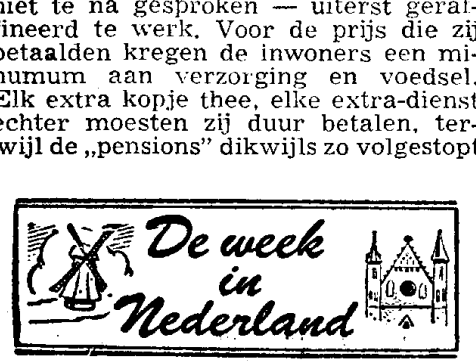 niet te na gesproken — uiterst geraf-
fineerd te werk. Voor de prijs die zij
betaalden kregen de inwoners een mi-
numum aan verzorging en voedsel.
Elk extra kopje thee, elke extra-dienst
echter moesten zij duur betalen, ter-
wijl de „pensions” dikwijls zo volgestopt
De week
in
Nederland